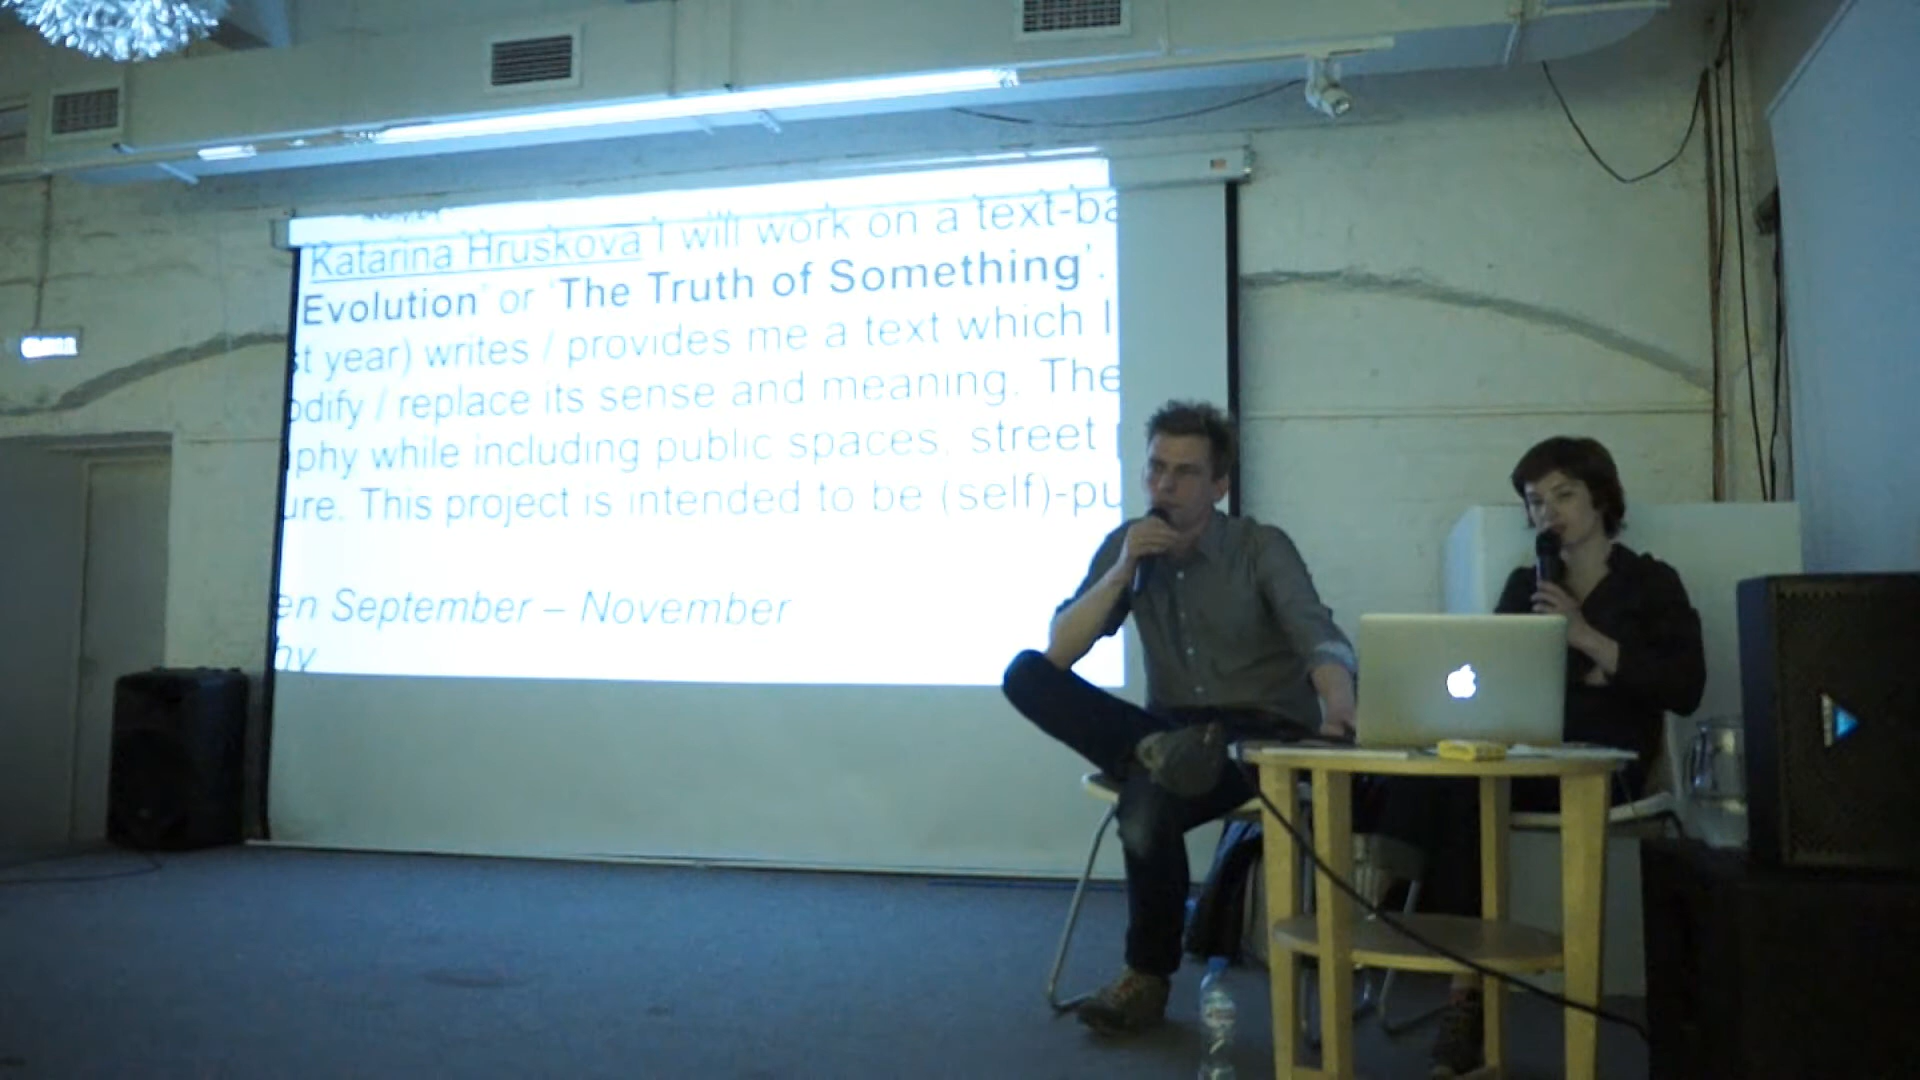 Katarina Hruskova I will work on a text-ba
Evolution' or 'The Truth of Something'.
st year) writes / provides me a text which I
odify / replace its sense and meaning. The
phy while including public spaces, street
ure. This project is intended to be (self)-pu
en September – November
hy